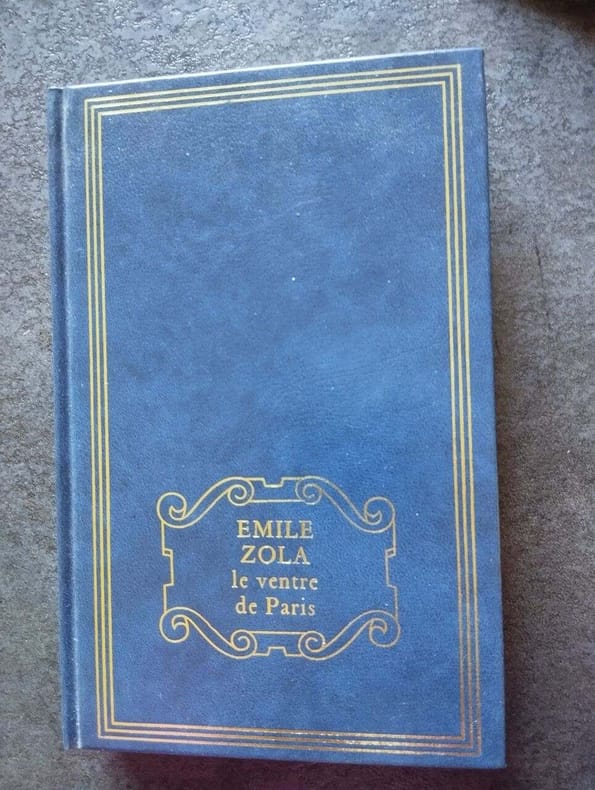 EMILE
ZOLA
le ventre
de Paris